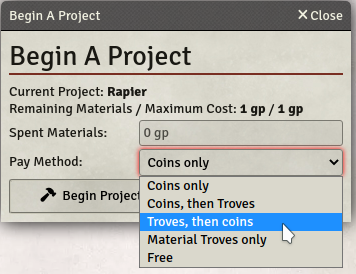 Begin A Project
Close
Begin A Project
Current Project: Rapier
Remaining Materials / Maximum Cost: 1 gp / 1 gp
Spent Materials: 0 gp
Pay Method: Coins only
Begin Project
Coins only
Coins, then Troves
Troves, then coins
Material Troves only
Free